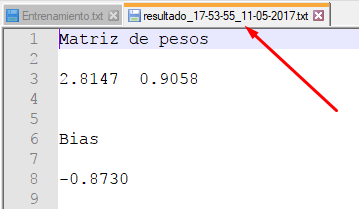 Entrenamiento.txt resultado_17-53-55_11-05-2017.txt
1 Matriz de pesos
2
3 2.8147 0.9058
4
5
6 Bias
7
8 -0.8730
9